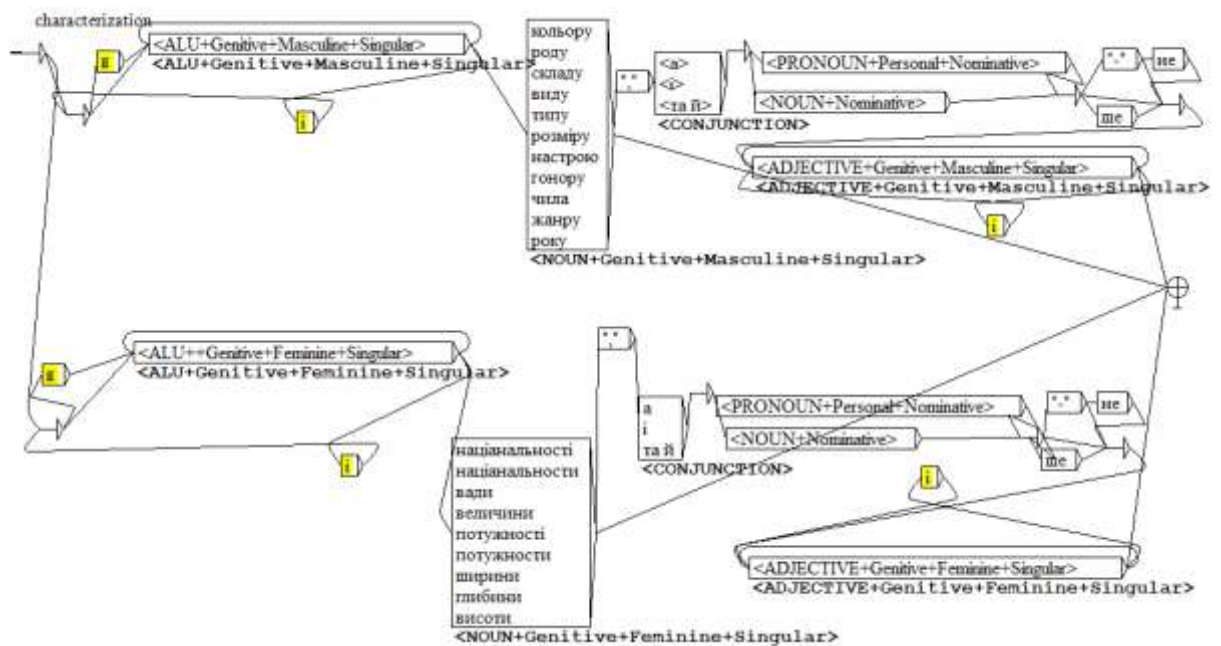 characterization
<ALU+Genitive+Masculine+Singular>
<ALU+Genitive+Masculine+Singular>
і
кольору
роду
складу
виду
типу
розміру
настрою
гонору
чила
жанру
року
<NOUN+Genitive+Masculine+Singular>
","
<а>
<і>
<та й>
<CONJUNCTION>
<PRONOUN+Personal+Nominative>
<NOUN+Nominative>
"-"
не
ше
<ADJECTIVE+Genitive+Masculine+Singular>
<ADJECTIVE+Genitive+Masculine+Singular>
і
<ALU++Genitive+Feminine+Singular>
<ALU+Genitive+Feminine+Singular>
і
націанальності
націанальности
вади
величини
потужності
потужности
ширини
глибини
висоти
<NOUN+Genitive+Feminine+Singular>
","
а
і
та й
<CONJUNCTION>
<PRONOUN+Personal+Nominative>
<NOUN+Nominative>
"-"
не
ше
і
<ADJECTIVE+Genitive+Feminine+Singular>
<ADJECTIVE+Genitive+Feminine+Singular>